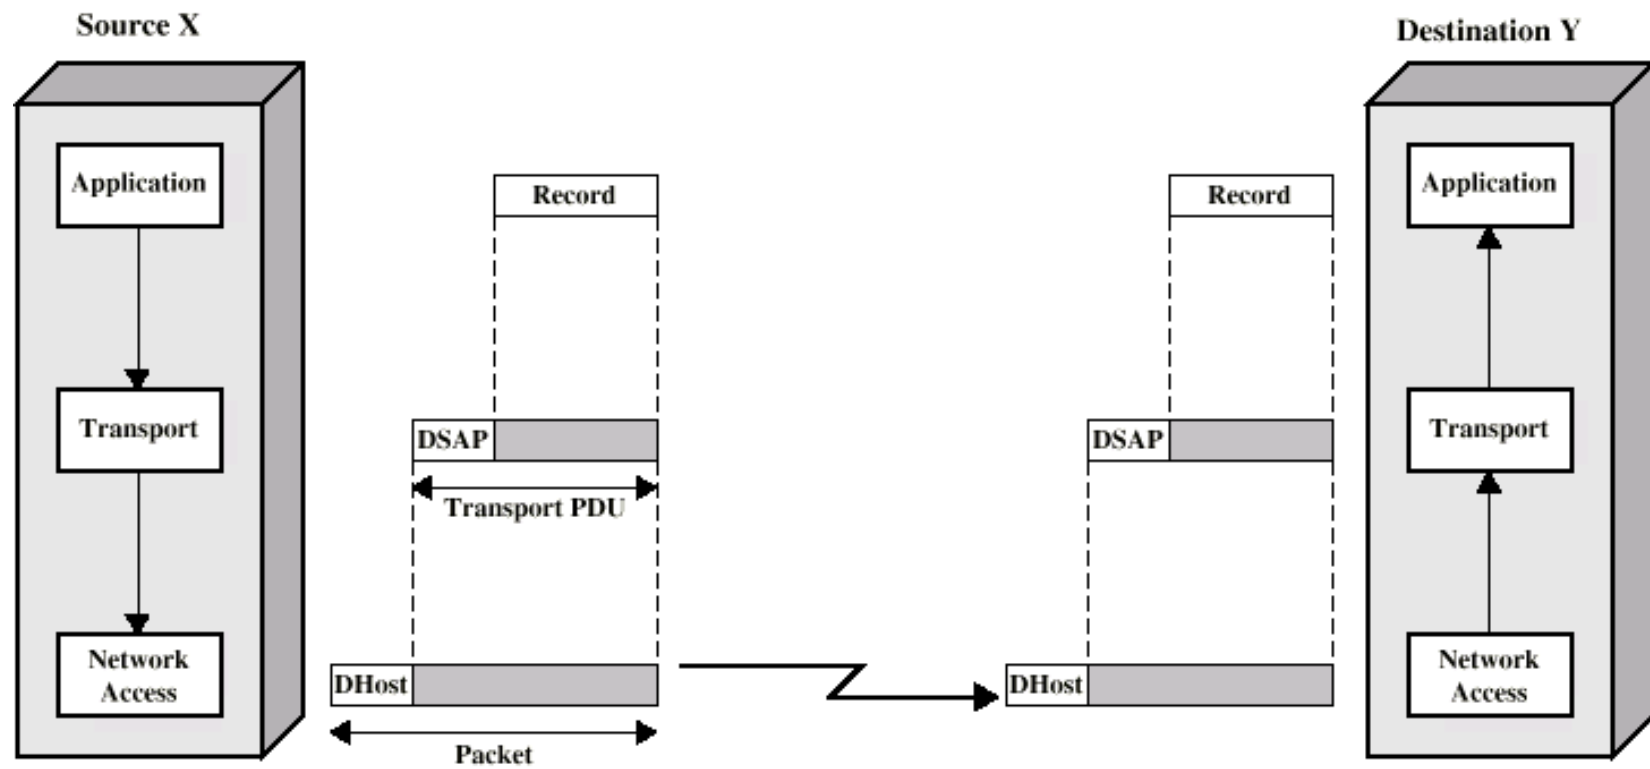 Source X
Destination Y
Application
Record
Record
Application
Transport
DSAP
DSAP
Transport
Transport PDU
Network
Access
DHost
DHost
Network
Access
Packet